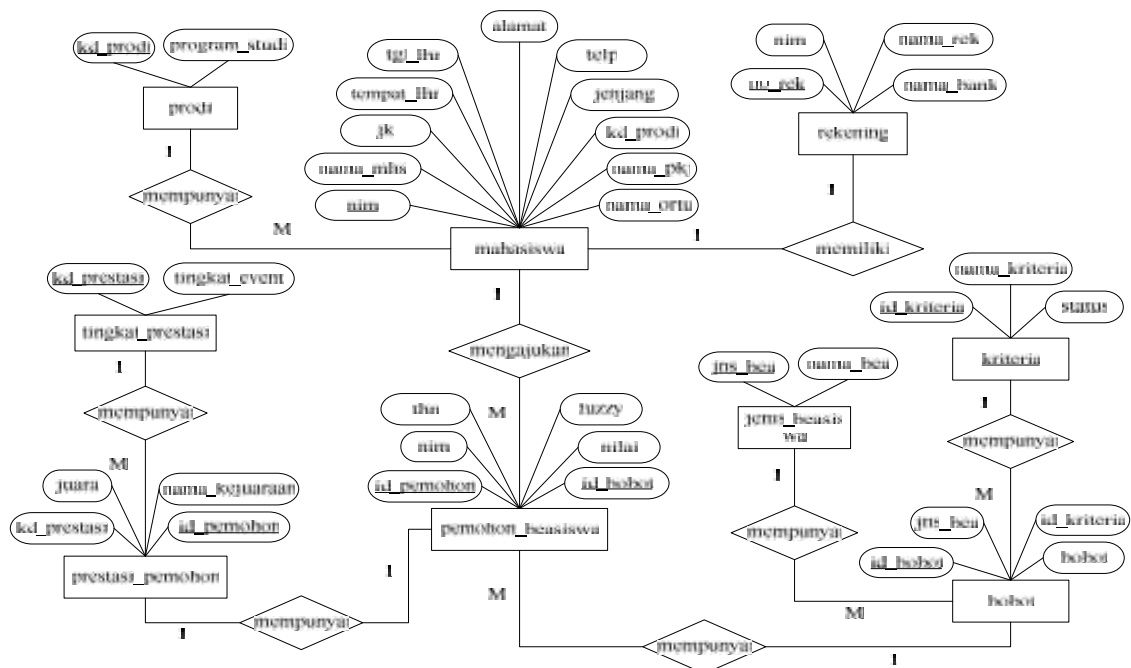 alamat
kd_prodi
program_studi
tgl_lhr
telp
nim
nama_rek
tempat_lhr
jenjang
no_rek
nama_bank
prodi
jk
kd_prodi
rekening
1
nama_mhs
nama_pkj
mempunyai
nim
nama_ortu
1
M
mahasiswa
1
memiliki
kd_prestasi
tingkat_event
1
nama_kriteria
id_kriteria
status
tingkat_prestasi
mengajukan
kriteria
1
jns_bea
nama_bea
1
mempunyai
M
thn
fuzzy
jenis_beasis
wa
mempunyai
nim
nilai
1
M
juara
nama_kejuaraan
id_pemohon
id_bobot
M
kd_prestasi
id_pemohon
pemohon_beasiswa
mempunyai
jns_bea
id_kriteria
id_bobot
bobot
prestasi_pemohon
1
M
M
bobot
1
mempunyai
mempunyai
1